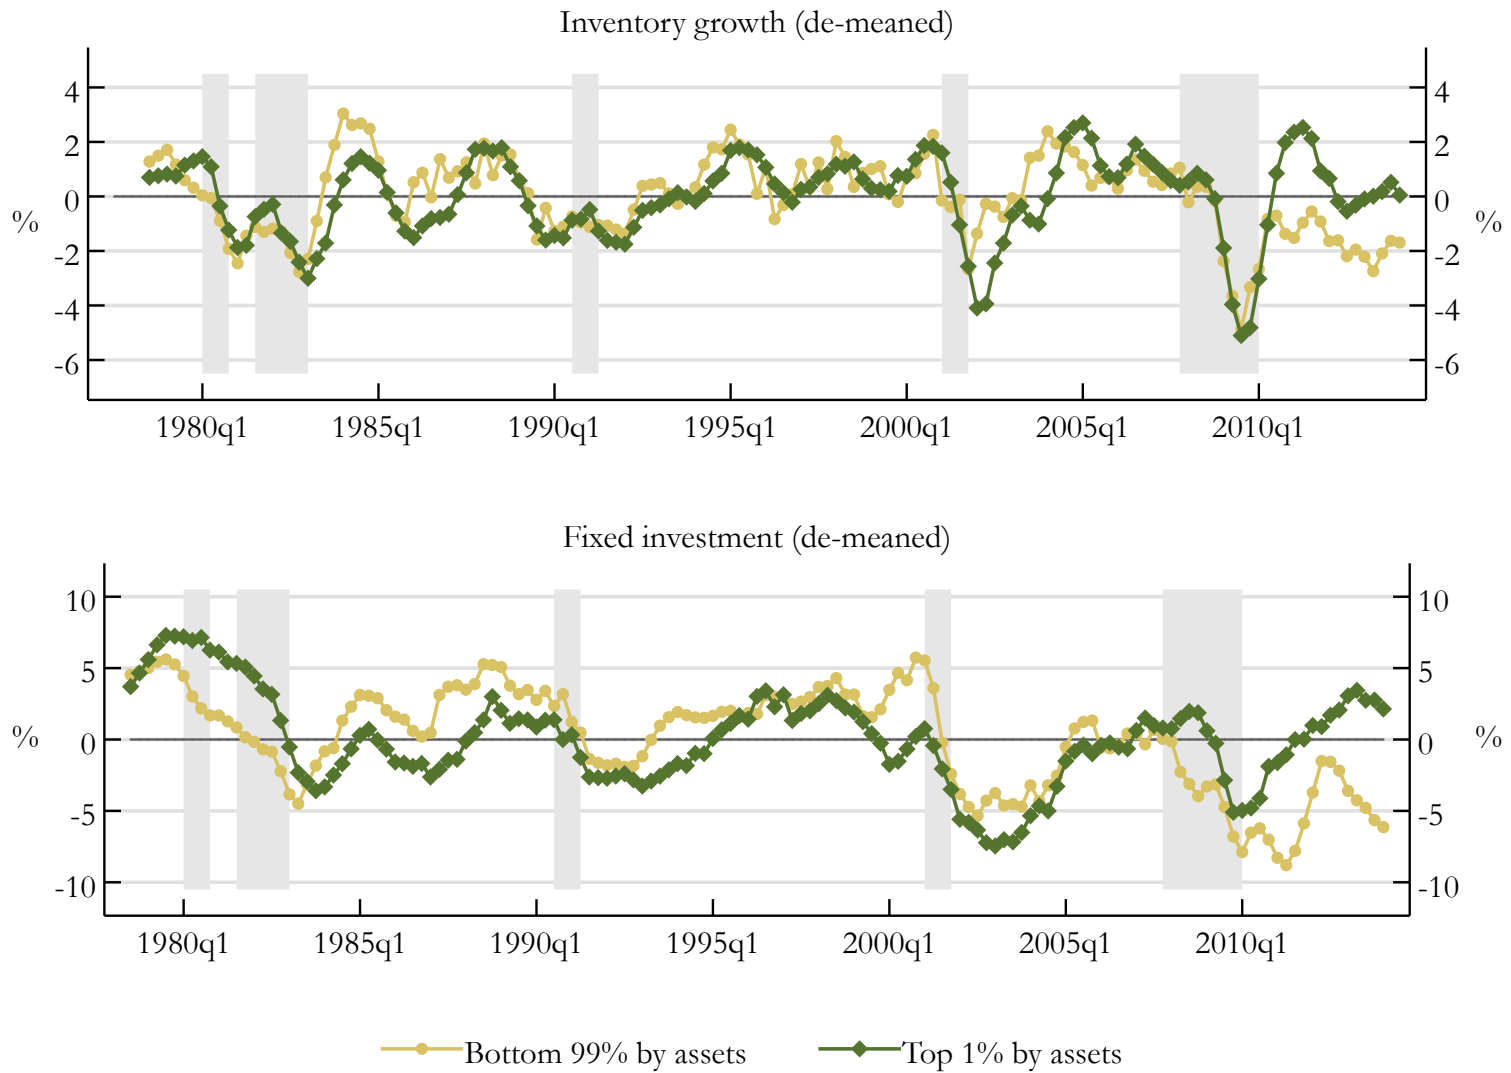 Inventory growth (de-meaned)
4 4
2 2
0 0
% %
-2 -2
-4 -4
-6 -6
1980q1 1985q1 1990q1 1995q1 2000q1 2005q1 2010q1
Fixed investment (de-meaned)
10 10
5 5
% 0 0 %
-5 -5
-10 -10
1980q1 1985q1 1990q1 1995q1 2000q1 2005q1 2010q1
Bottom 99% by assets Top 1% by assets